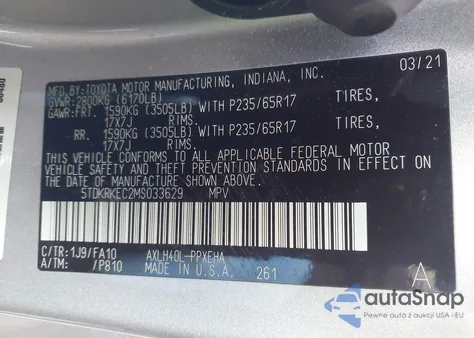 MFD. BY: TOYOTA MOTOR MANUFACTURING, INDIANA, INC. 03/21
GVWR: 2800KG (6170LB)
GAWR: FRT. 1590KG (3505LB) WITH P235/65R17 TIRES,
17X7J RIMS.
RR. 1590KG (3505LB) WITH P235/65R17 TIRES,
17X7J RIMS.
THIS VEHICLE CONFORMS TO ALL APPLICABLE FEDERAL MOTOR
VEHICLE SAFETY AND THEFT PREVENTION STANDARDS IN EFFECT ON
THE DATE OF MANUFACTURE SHOWN ABOVE.
5TDKRKEC2MS033629 MPV
C/TR: 1J9/FA10 AXLH40L-PPXEHA
A/TM: /P810 MADE IN U.S.A. 261 A
autoSnap
Pewne auta z aukcji USA i EU